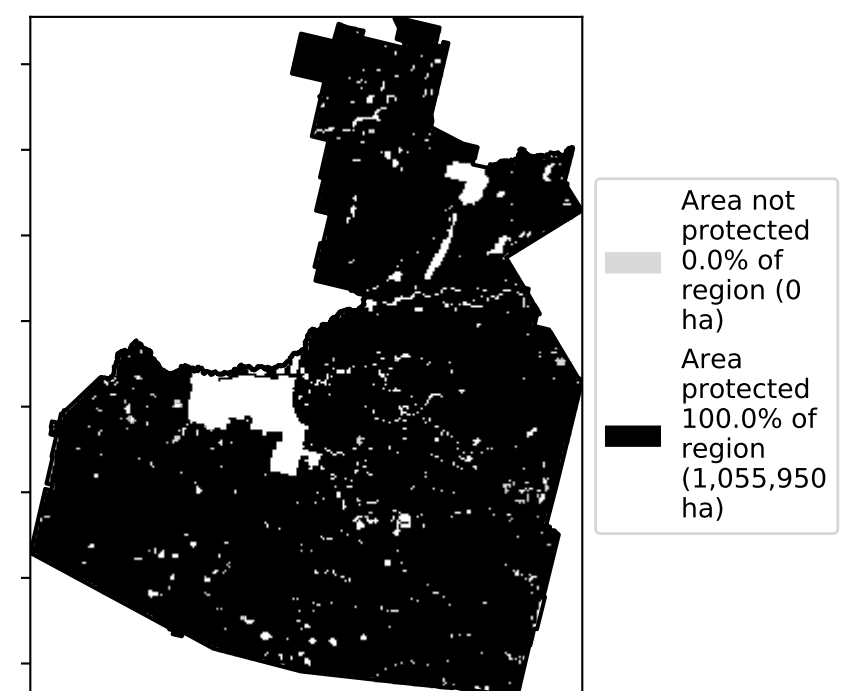 Area not
protected
0.0% of
region (0
ha)
Area
protected
100.0% of
region
(1,055,950
ha)